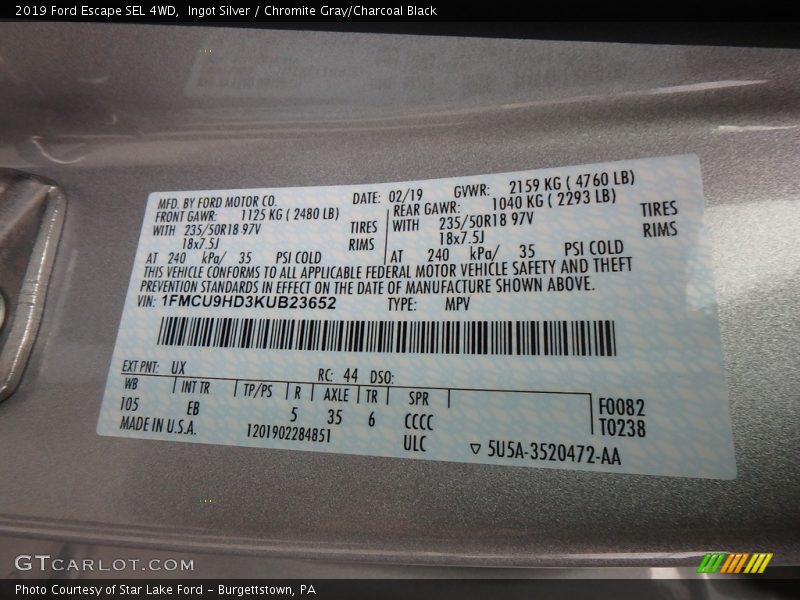 2019 Ford Escape SEL 4WD,  Ingot Silver / Chromite Gray/Charcoal Black
MFD. BY FORD MOTOR CO.   DATE: 02/19   GVWR:   2159 KG ( 4760 LB)
FRONT GAWR:   1125 KG ( 2480 LB)   REAR GAWR:   1040 KG ( 2293 LB)
WITH 235/50R18 97V   TIRES   WITH   235/50R18 97V   TIRES
18x7.5J   RIMS   18x7.5J   RIMS
AT 240 kPa/ 35 PSI COLD   AT 240 kPa/ 35 PSI COLD
THIS VEHICLE CONFORMS TO ALL APPLICABLE FEDERAL MOTOR VEHICLE SAFETY AND THEFT
PREVENTION STANDARDS IN EFFECT ON THE DATE OF MANUFACTURE SHOWN ABOVE.
VIN: 1FMCU9HD3KUB23652   TYPE:   MPV
EXT PNT: UX   RC: 44 DSO:
WB   INT TR   TP/PS   R   AXLE   TR   SPR
105   EB   5   35   6   CCCC   F0082
MADE IN U.S.A.   1201902284851   ULC   T0238
▽ 5U5A-3520472-AA
GTCARLOT.COM
Photo Courtesy of Star Lake Ford - Burgettstown, PA